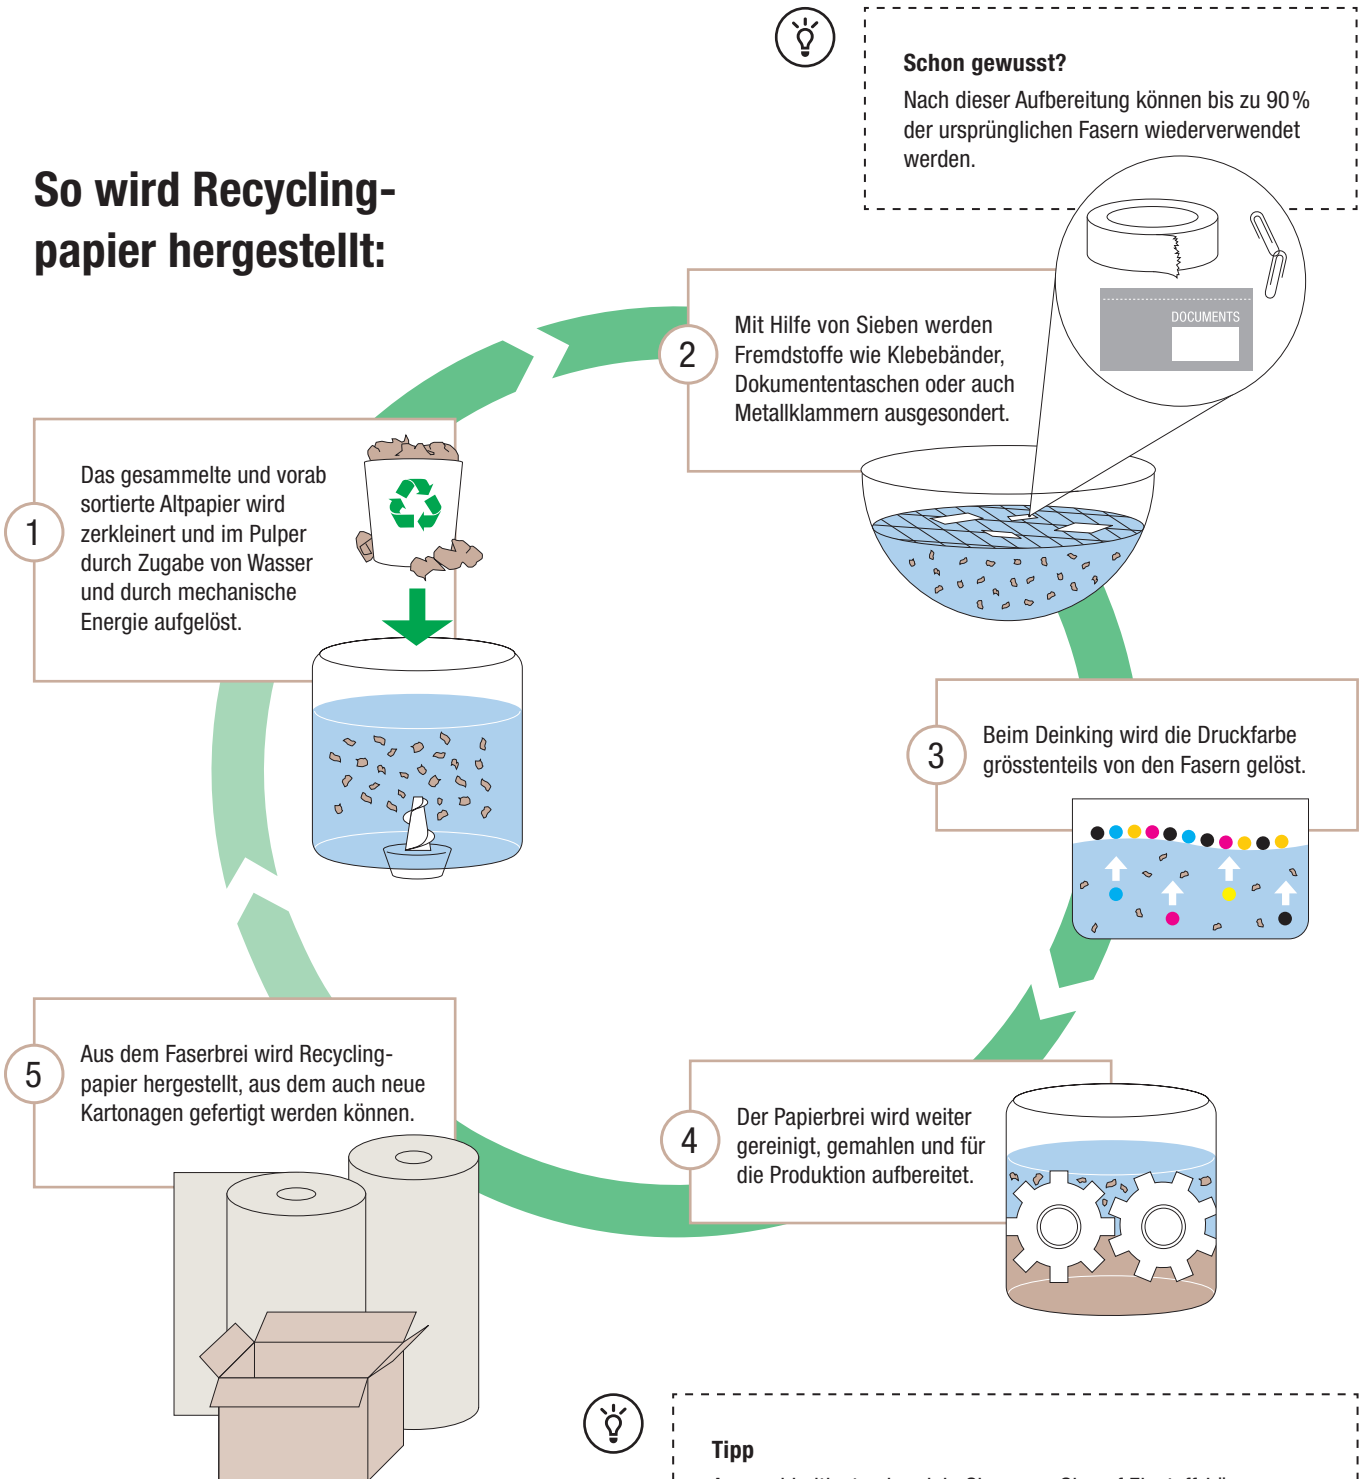 Schon gewusst?
Nach dieser Aufbereitung können bis zu 90 %
der ursprünglichen Fasern wiederverwendet
werden.
So wird Recycling-
papier hergestellt:
DOCUMENTS
2
Mit Hilfe von Sieben werden
Fremdstoffe wie Klebebänder,
Dokumententaschen oder auch
Metallklammern ausgesondert.
1
Das gesammelte und vorab
sortierte Altpapier wird
zerkleinert und im Pulper
durch Zugabe von Wasser
und durch mechanische
Energie aufgelöst.
3
Beim Deinking wird die Druckfarbe
grösstenteils von den Fasern gelöst.
5
Aus dem Faserbrei wird Recycling-
papier hergestellt, aus dem auch neue
Kartonagen gefertigt werden können.
4
Der Papierbrei wird weiter
gereinigt, gemahlen und für
die Produktion aufbereitet.
Tipp